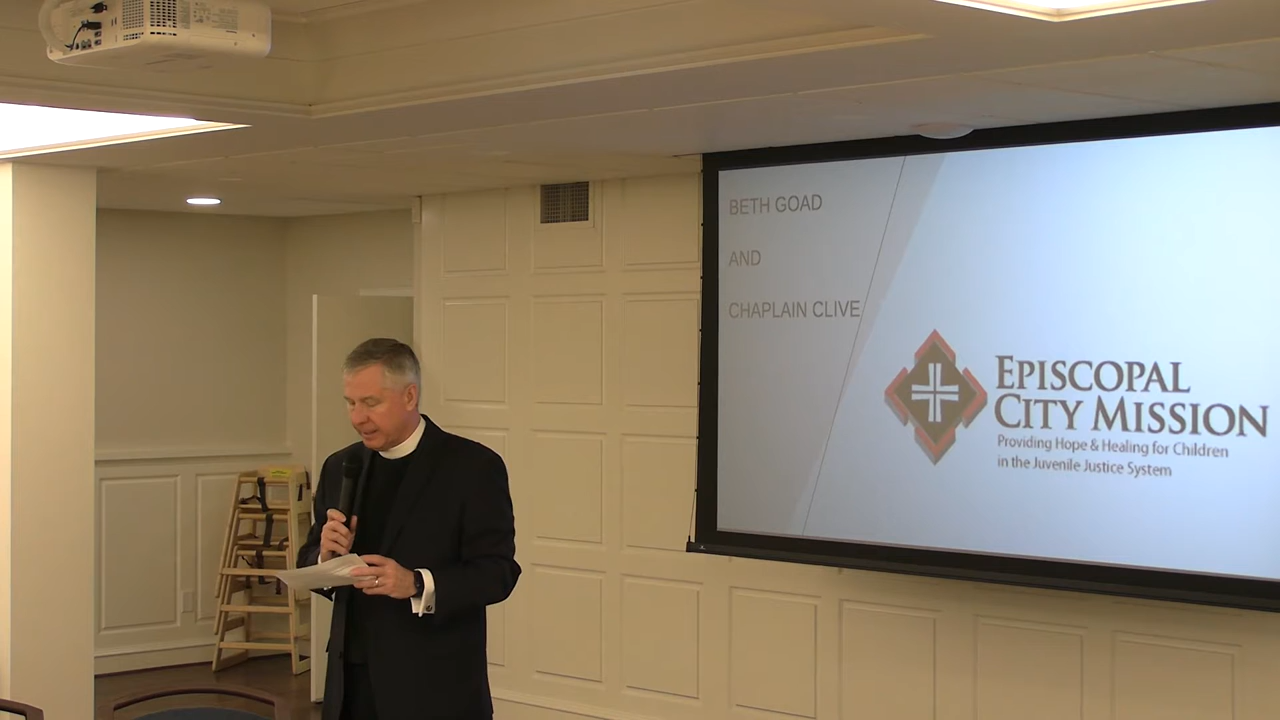 BETH GOAD
AND
CHAPLAIN CLIVE
EPISCOPAL
CITY MISSION
Providing Hope & Healing for Children
in the Juvenile Justice System